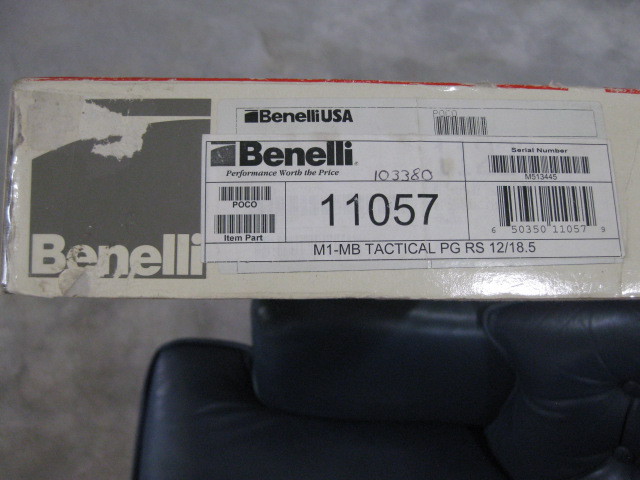 BenelliUSA
POCO
Benelli
Performance Worth the Price
103380
Serial Number
M513445
POCO
Item Part
11057
6 50350 11057 9
M1-MB TACTICAL PG RS 12/18.5
Benelli